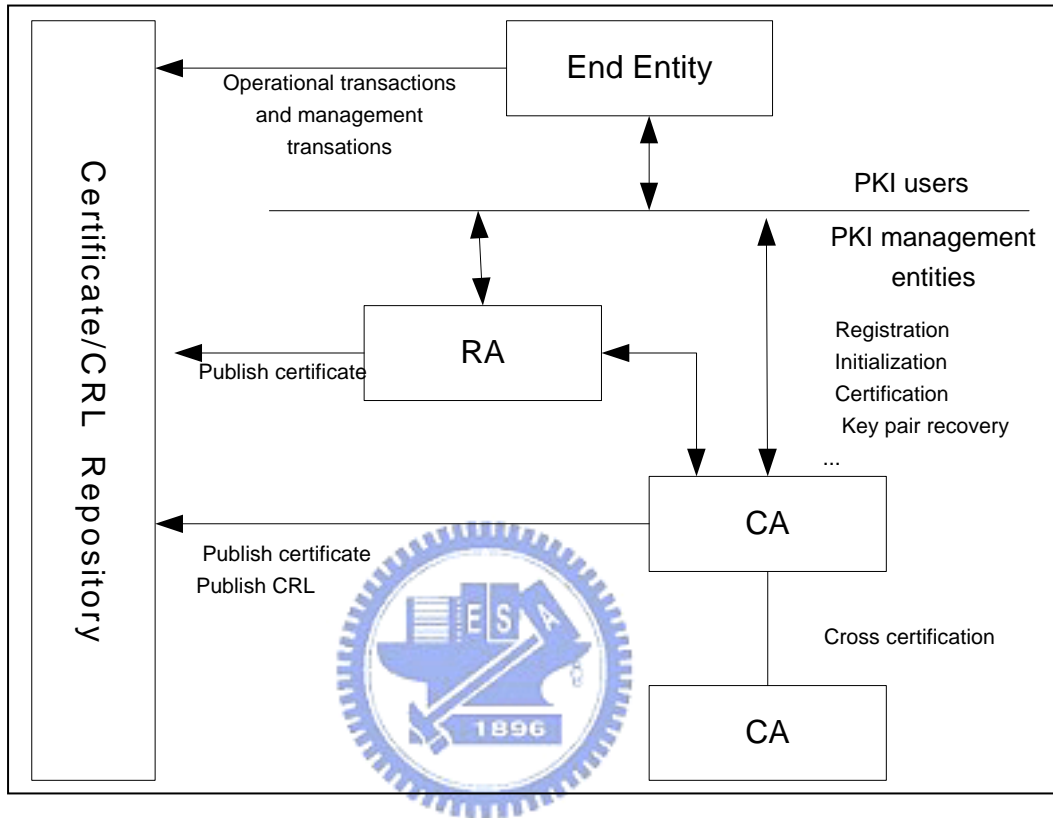 End Entity
Operational transactions
and management
transations
PKI users
PKI management
entities
Certificate/CRL Repository
RA
Publish certificate
Registration
Initialization
Certification
Key pair recovery
...
CA
Publish certificate
Publish CRL
E S A
1896
Cross certification
CA